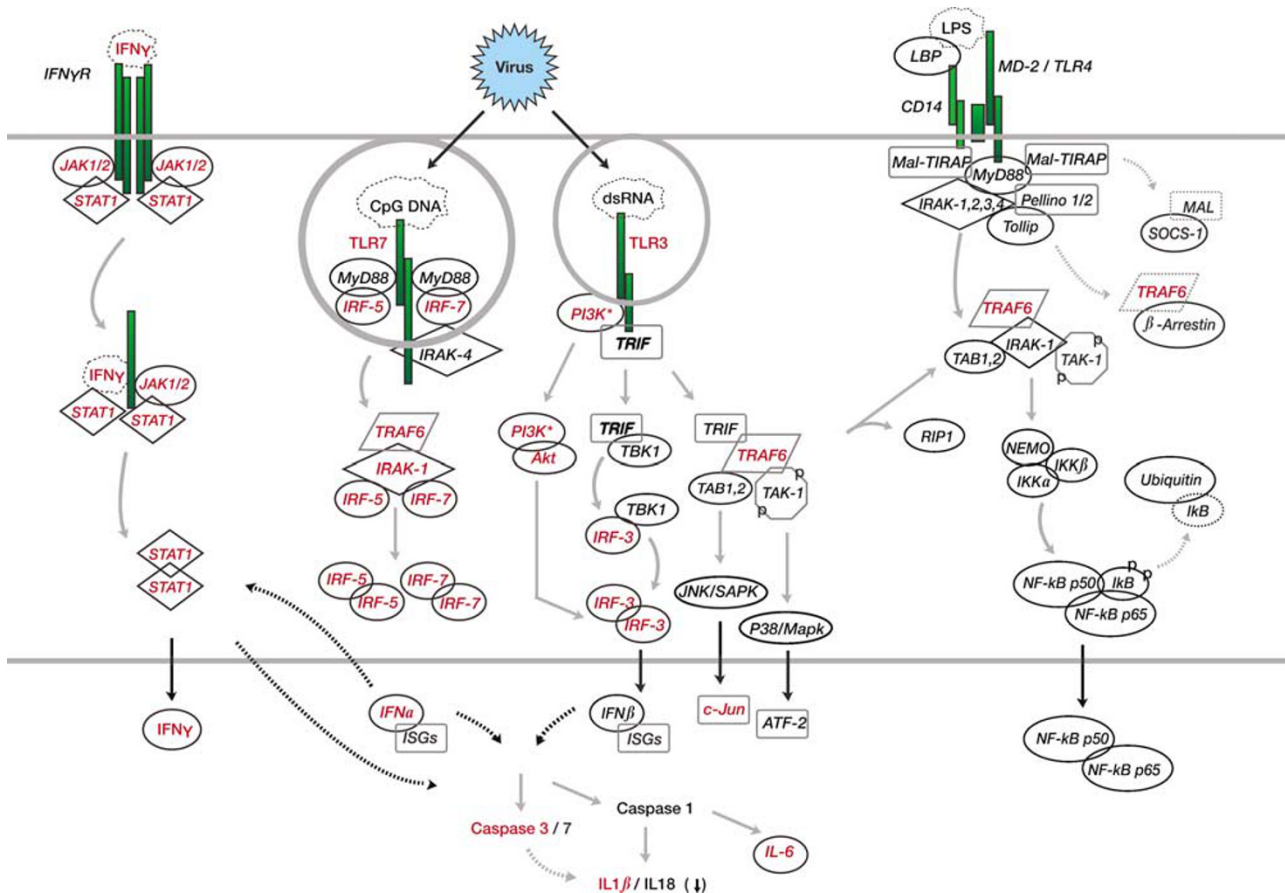 IFNγ
IFNγR
JAK1/2
JAK1/2
STAT1
STAT1
IFNγ
JAK1/2
STAT1
STAT1
STAT1
STAT1
IFNγ
Virus
CpG DNA
TLR7
MyD88
MyD88
IRF-5
IRF-7
IRAK-4
TRAF6
IRAK-1
IRF-5
IRF-7
IRF-5
IRF-7
IRF-5
IRF-7
IFNα
ISGs
dsRNA
TLR3
PI3K*
TRIF
PI3K*
Akt
TRIF
TBK1
TBK1
IRF-3
IRF-3
IRF-3
IFNβ
ISGs
TRIF
TRAF6
TAB1,2
TAK-1
p
p
JNK/SAPK
P38/Mapk
c-Jun
ATF-2
Caspase 3 / 7
Caspase 1
IL-6
IL1β / IL18 (↓)
LPS
LBP
MD-2 / TLR4
CD14
Mal-TIRAP
Mal-TIRAP
MyD88
IRAK-1,2,3,4
Pellino 1/2
Tollip
MAL
SOCS-1
TRAF6
β-Arrestin
TRAF6
IRAK-1
TAB1,2
TAK-1
p
p
RIP1
NEMO
IKKβ
IKKα
Ubiquitin
IkB
NF-kB p50
IkB
p
p
NF-kB p65
NF-kB p50
NF-kB p65